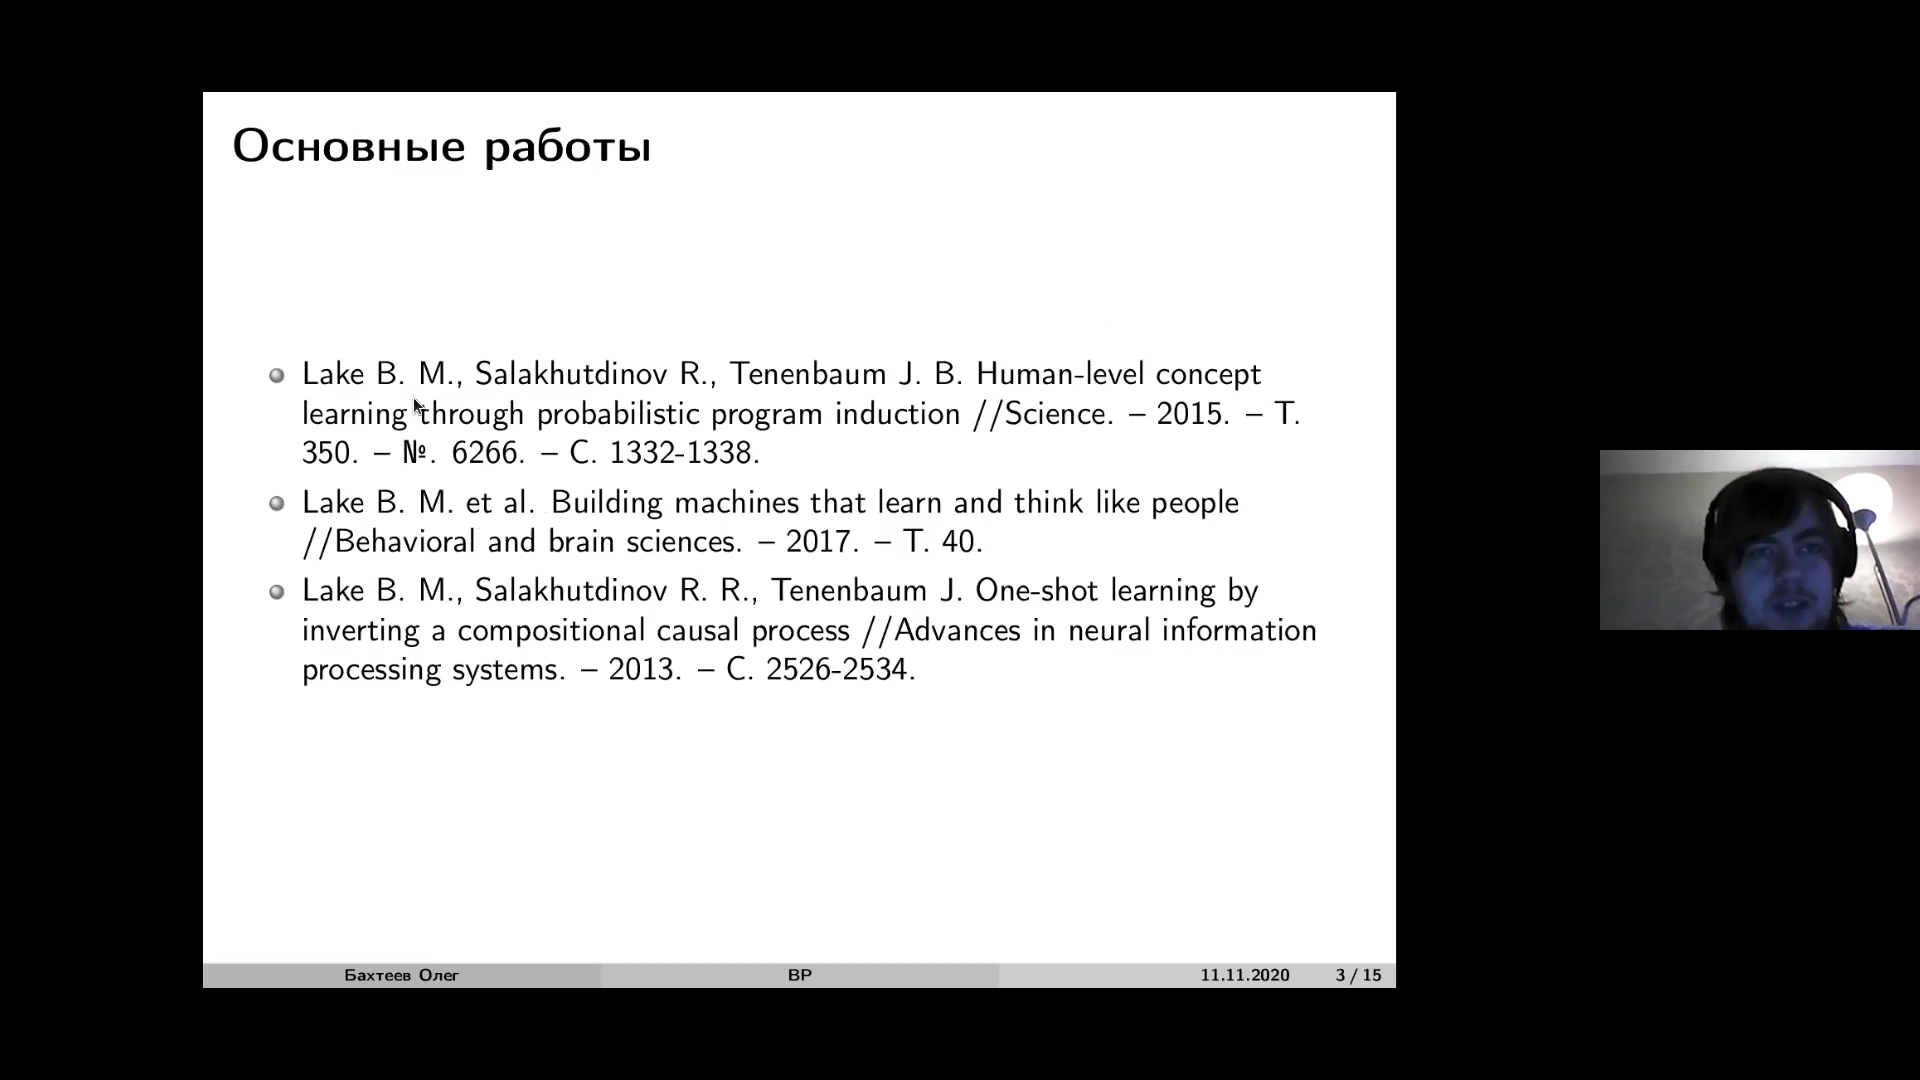 Основные работы
Lake B. M., Salakhutdinov R., Tenenbaum J. B. Human-level concept
learning through probabilistic program induction //Science. – 2015. – Т.
350. – №. 6266. – С. 1332-1338.
Lake B. M. et al. Building machines that learn and think like people
//Behavioral and brain sciences. – 2017. – Т. 40.
Lake B. M., Salakhutdinov R. R., Tenenbaum J. One-shot learning by
inverting a compositional causal process //Advances in neural information
processing systems. – 2013. – С. 2526-2534.
Бахтеев Олег BP 11.11.2020 3 / 15